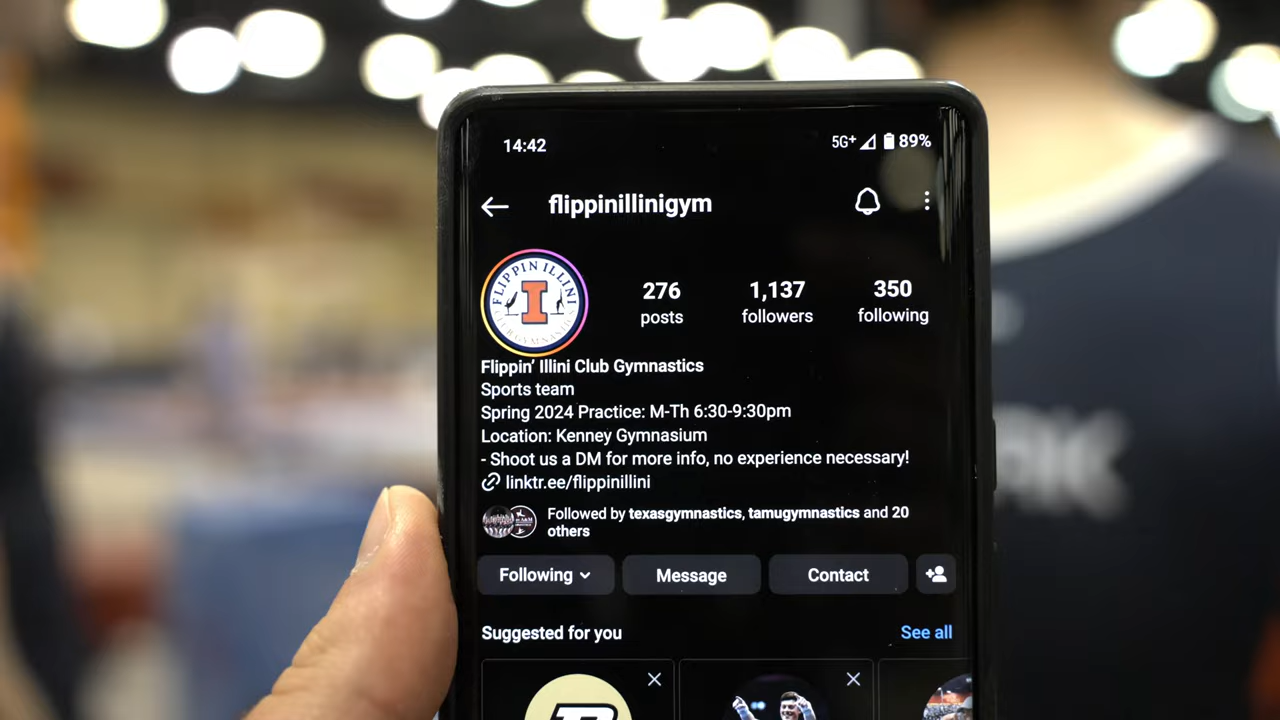 14:42
5G+ 89%
flippinillinigym
FLIPPIN ILLINI
I
CLUB GYMNASTICS
276 1,137 350
posts followers following
Flippin' Illini Club Gymnastics
Sports team
Spring 2024 Practice: M-Th 6:30-9:30pm
Location: Kenney Gymnasium
- Shoot us a DM for more info, no experience necessary!
linktr.ee/flippinillini
Followed by texasgymnastics, tamugymnastics and 20
others
Following Message Contact
Suggested for you See all